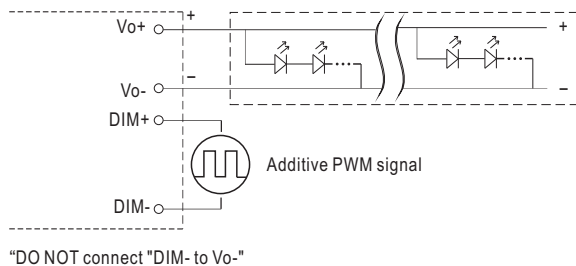 Vo+
+
+
Vo-
–
–
DIM+
Additive PWM signal
DIM-
“DO NOT connect "DIM- to Vo-"